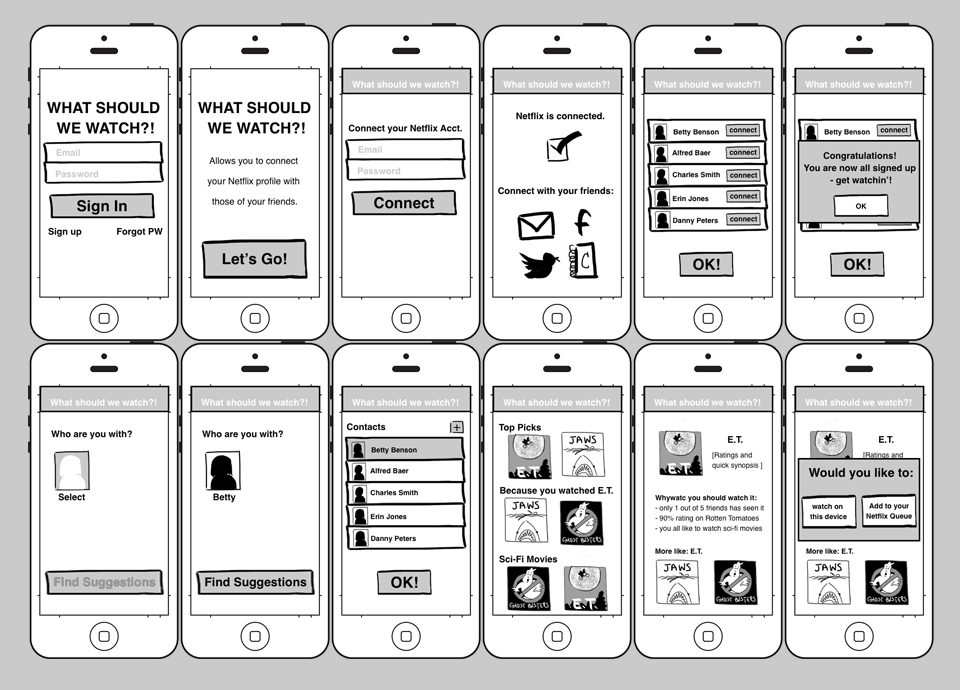 WHAT SHOULD
WE WATCH?!
Email
Password
Sign In
Sign up Forgot PW
WHAT SHOULD
WE WATCH?!
Allows you to connect
your Netflix profile with
those of your friends.
Let's Go!
What should we watch?!
Connect your Netflix Acct.
Email
Password
Connect
What should we watch?!
Netflix is connected.
Connect with your friends:
f
C
What should we watch?!
Betty Benson connect
Alfred Baer connect
Charles Smith connect
Erin Jones connect
Danny Peters connect
OK!
What should we watch?!
Betty Benson connect
Congratulations!
You are now all signed up
- get watchin'!
OK
OK!
What should we watch?!
Who are you with?
Select
Find Suggestions
What should we watch?!
Who are you with?
Betty
Find Suggestions
What should we watch?!
Contacts +
Betty Benson
Alfred Baer
Charles Smith
Erin Jones
Danny Peters
OK!
What should we watch?!
Top Picks
E.T. JAWS
Because you watched E.T.
JAWS GHOST BUSTERS
Sci-Fi Movies
GHOST BUSTERS E.T.
What should we watch?!
E.T.
E.T.
[Ratings and
quick synopsis ]
Whywatc you should watch it:
- only 1 out of 5 friends has seen it
- 90% rating on Rotten Tomatoes
- you all like to watch sci-fi movies
More like: E.T.
JAWS GHOST BUSTERS
What should we watch?!
E.T.
[Ratings and
Would you like to:
watch on
this device
Add to your
Netflix Queue
More like: E.T.
JAWS GHOST BUSTERS